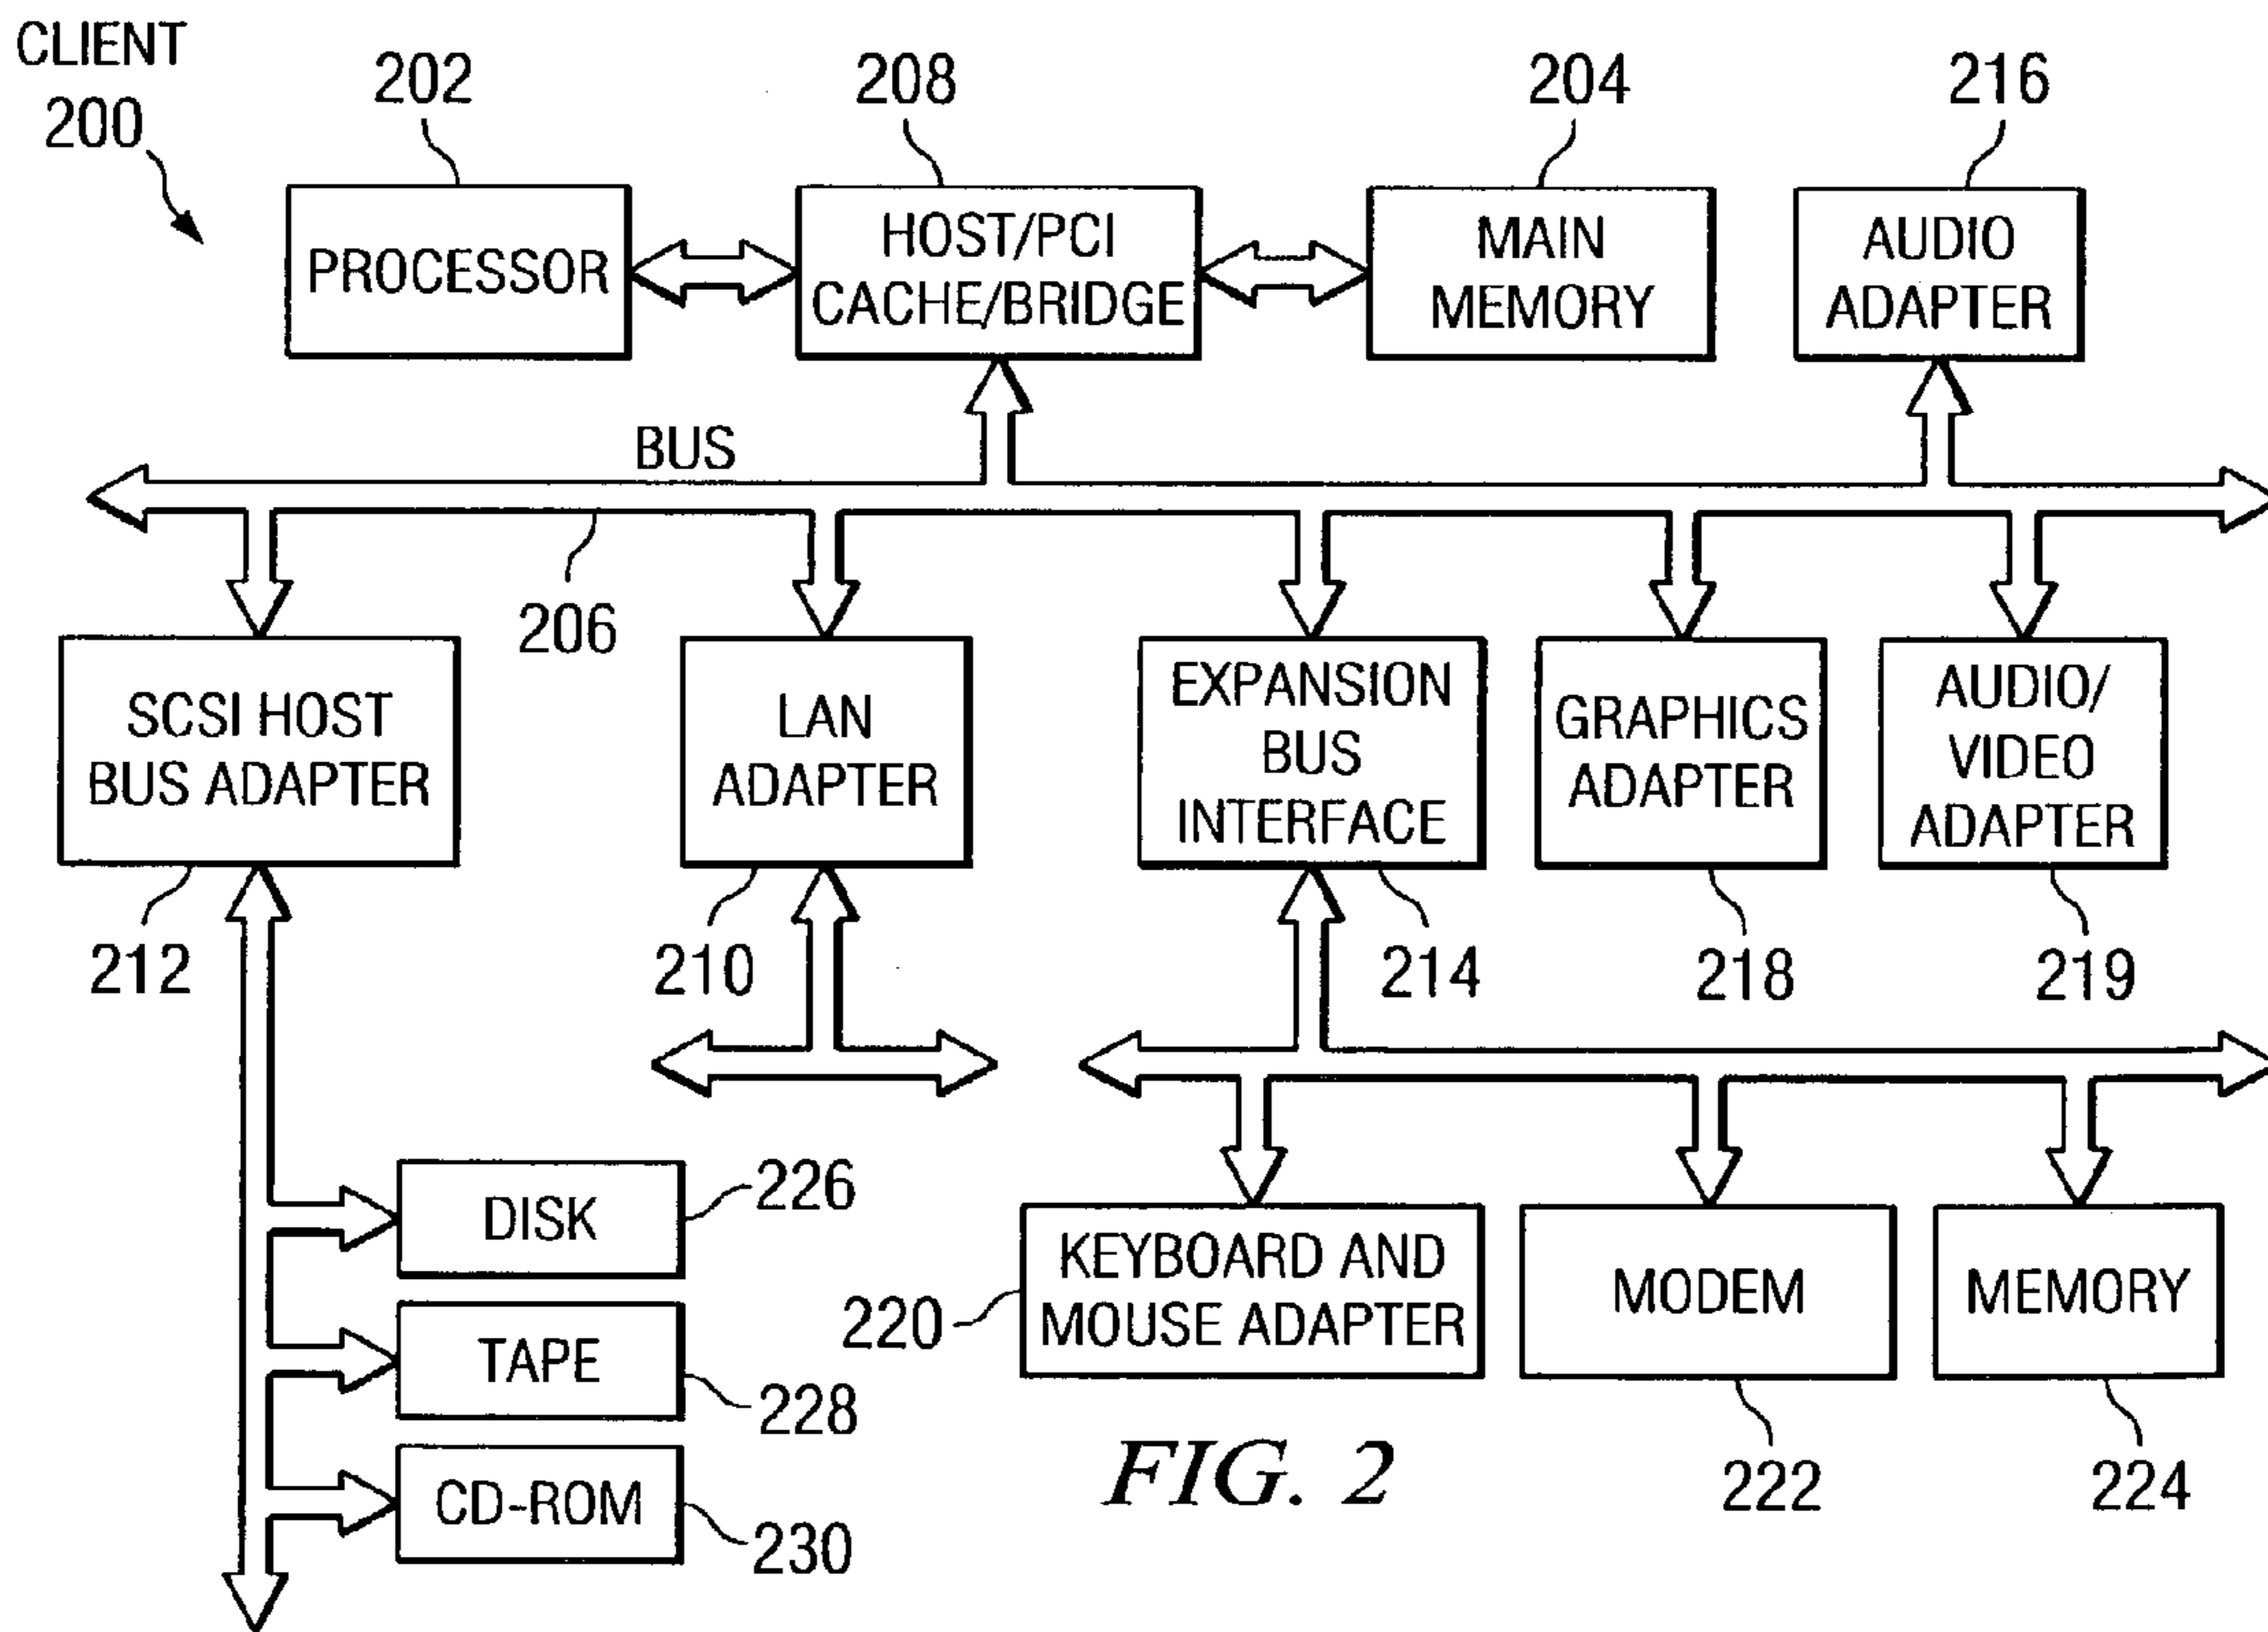 CLIENT
200
202
208
204
216
PROCESSOR
HOST/PCI
CACHE/BRIDGE
MAIN
MEMORY
AUDIO
ADAPTER
BUS
206
SCSI HOST
BUS ADAPTER
LAN
ADAPTER
EXPANSION
BUS
INTERFACE
GRAPHICS
ADAPTER
AUDIO/
VIDEO
ADAPTER
212
210
214
218
219
DISK
226
TAPE
228
CD-ROM
230
220
KEYBOARD AND
MOUSE ADAPTER
MODEM
MEMORY
222
224
FIG. 2